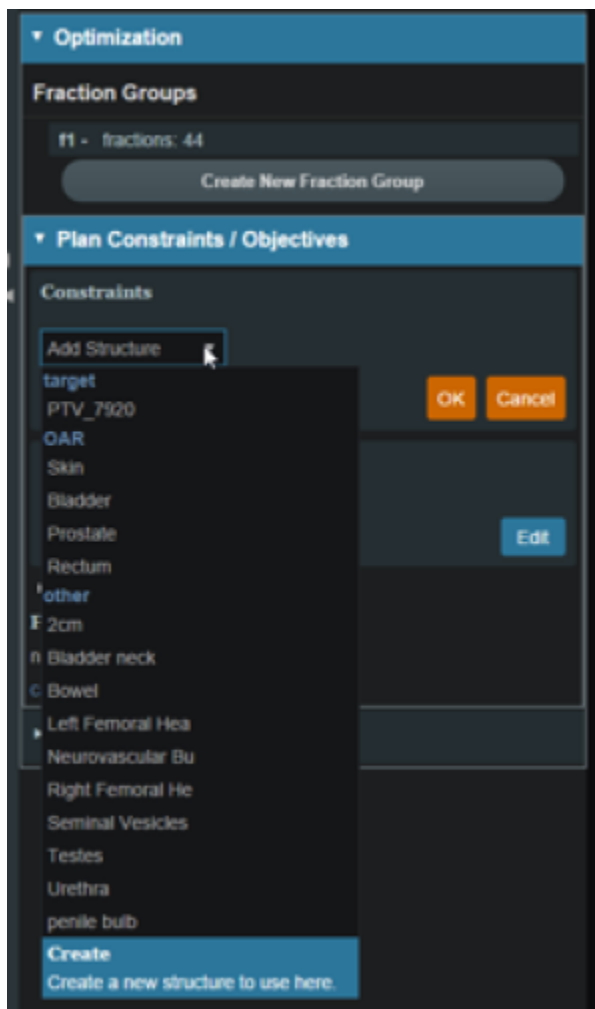 Optimization
Fraction Groups
f1 - fractions: 44
Create New Fraction Group
Plan Constraints / Objectives
Constraints
Add Structure
target
PTV_7920
OK
Cancel
OAR
Skin
Bladder
Prostate
Edit
Rectum
other
2cm
Bladder neck
Bowel
Left Femoral Hea
Neurovascular Bu
Right Femoral He
Seminal Vesicles
Testes
Urethra
penile bulb
Create
Create a new structure to use here.